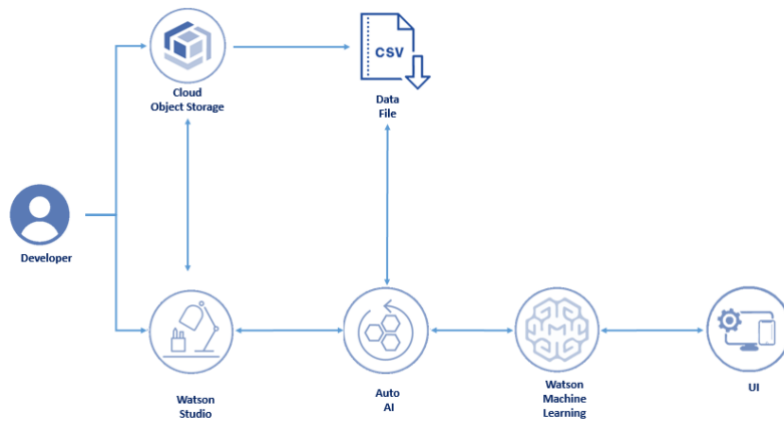 CSV
Cloud
Object Storage
Data
File
Developer
Watson
Studio
Auto
AI
Watson
Machine
Learning
UI